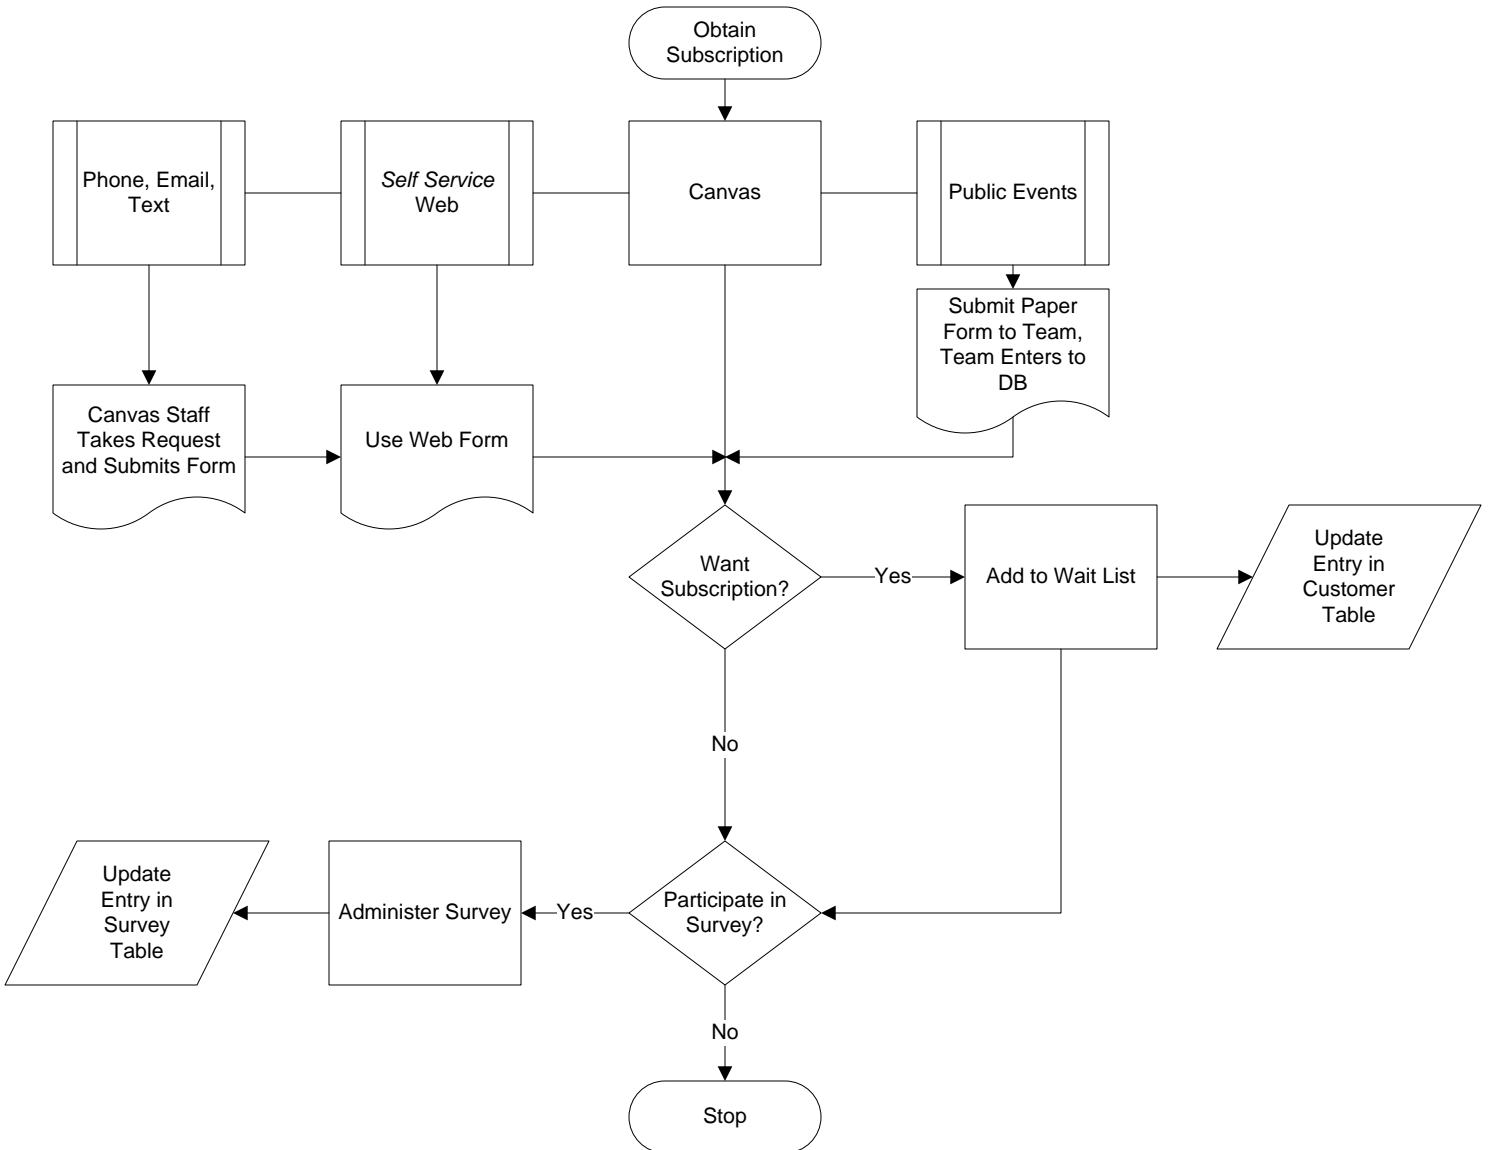 Obtain
Subscription
Phone, Email,
Text
Self Service
Web
Canvas
Public Events
Submit Paper
Form to Team,
Team Enters to
DB
Canvas Staff
Takes Request
and Submits Form
Use Web Form
Want
Subscription?
Yes
Add to Wait List
Update
Entry in
Customer
Table
No
Update
Entry in
Survey
Table
Administer Survey
Yes
Participate in
Survey?
No
Stop